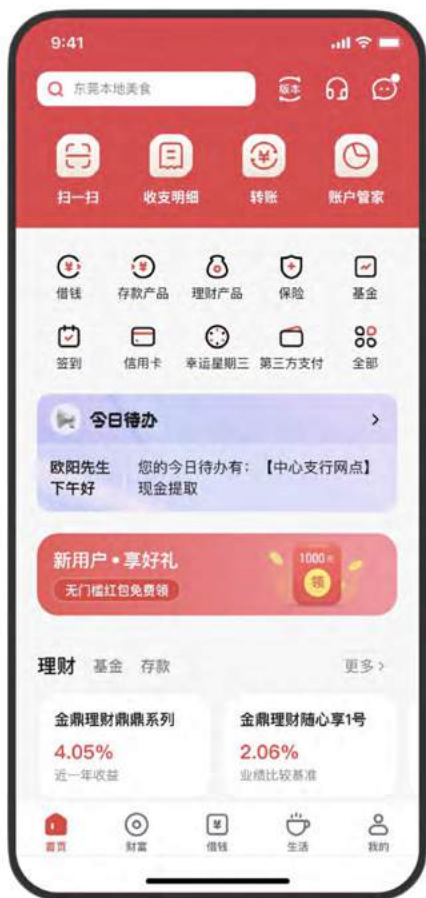 9:41
东莞本地美食
版本
扫一扫 收支明细 转账 账户管家
借钱 存款产品 理财产品 保险 基金
签到 信用卡 幸运星期三 第三方支付 全部
今日待办
欧阳先生 您的今日待办有：【中心支行网点】
下午好 现金提取
新用户•享好礼
1000元
无门槛红包免费领
领
理财 基金 存款 更多
金鼎理财鼎鼎系列 金鼎理财随心享1号
4.05% 2.06%
近一年收益 业绩比较基准
首页 财富 借钱 生活 我的